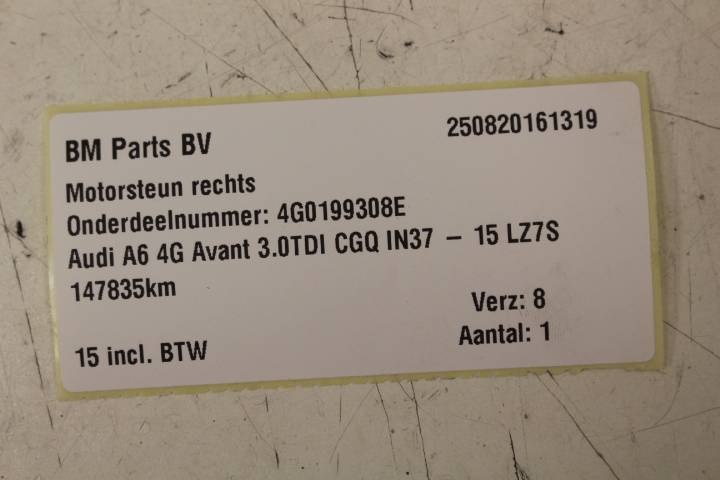 BM Parts BV 250820161319
Motorsteun rechts
Onderdeelnummer: 4G0199308E
Audi A6 4G Avant 3.0TDI CGQ IN37 – 15 LZ7S
147835km
Verz: 8
15 incl. BTW Aantal: 1